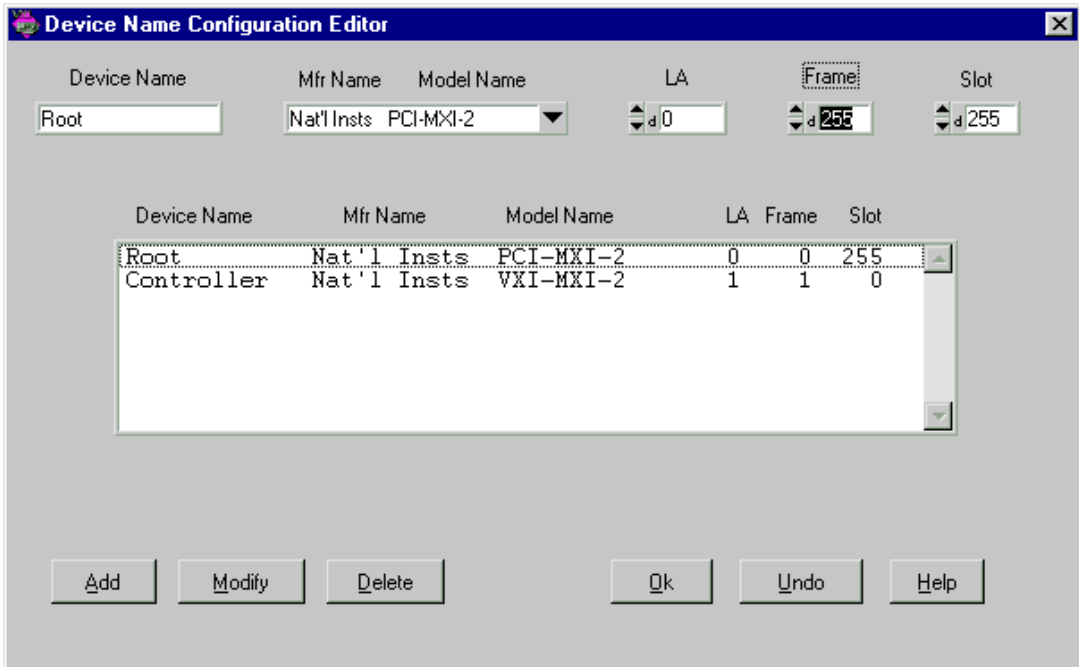 Device Name Configuration Editor
Device Name Mfr Name Model Name LA Frame Slot
Root Nat'l Insts PCI-MXI-2 d 0 d 255 d 255
Device Name Mfr Name Model Name LA Frame Slot
Root Nat'l Insts PCI-MXI-2 0 0 255
Controller Nat'l Insts VXI-MXI-2 1 1 0
Add Modify Delete Ok Undo Help